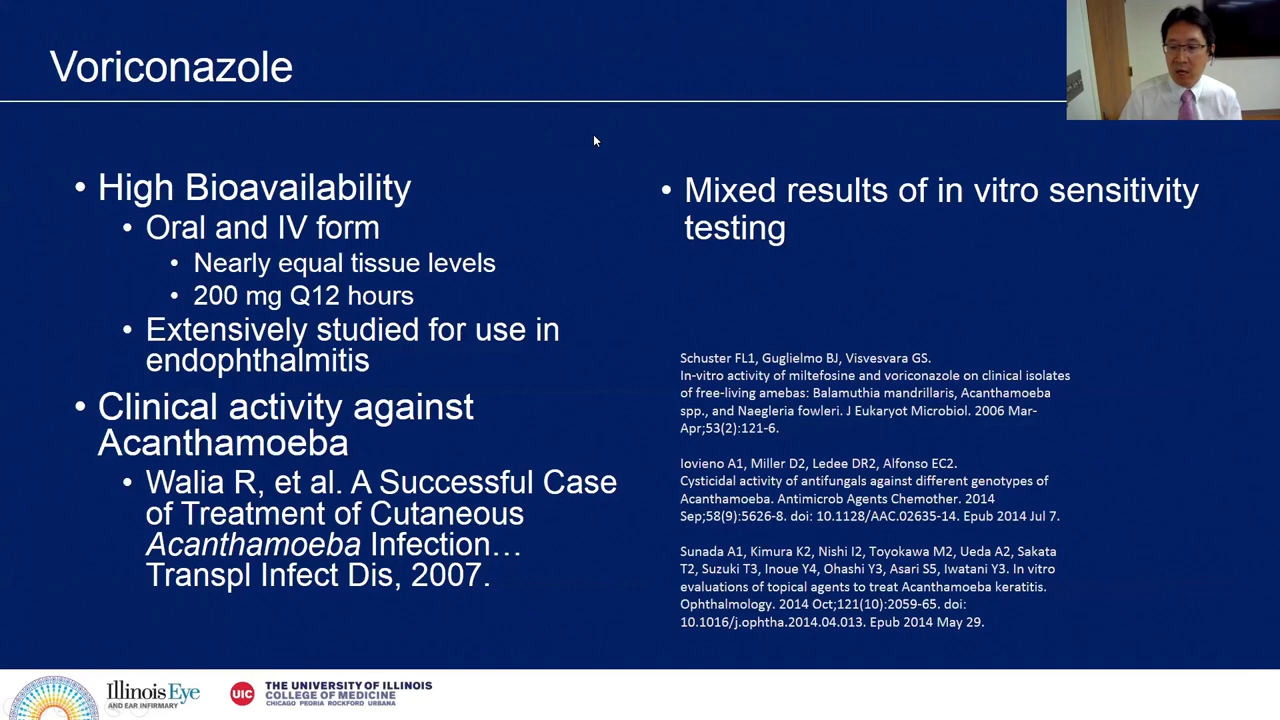 Voriconazole
• High Bioavailability
• Oral and IV form
• Nearly equal tissue levels
• 200 mg Q12 hours
• Extensively studied for use in
endophthalmitis
• Clinical activity against
Acanthamoeba
• Walia R, et al. A Successful Case
of Treatment of Cutaneous
Acanthamoeba Infection…
Transpl Infect Dis, 2007.
• Mixed results of in vitro sensitivity
testing
Schuster FL1, Guglielmo BJ, Visvesvara GS.
In-vitro activity of miltefosine and voriconazole on clinical isolates
of free-living amebas: Balamuthia mandrillaris, Acanthamoeba
spp., and Naegleria fowleri. J Eukaryot Microbiol. 2006 Mar-
Apr;53(2):121-6.
Iovieno A1, Miller D2, Ledee DR2, Alfonso EC2.
Cysticidal activity of antifungals against different genotypes of
Acanthamoeba. Antimicrob Agents Chemother. 2014
Sep;58(9):5626-8. doi: 10.1128/AAC.02635-14. Epub 2014 Jul 7.
Sunada A1, Kimura K2, Nishi I2, Toyokawa M2, Ueda A2, Sakata
T2, Suzuki T3, Inoue Y4, Ohashi Y3, Asari S5, Iwatani Y3. In vitro
evaluations of topical agents to treat Acanthamoeba keratitis.
Ophthalmology. 2014 Oct;121(10):2059-65. doi:
10.1016/j.ophtha.2014.04.013. Epub 2014 May 29.
Illinois Eye
AND EAR INFIRMARY
UIC
THE UNIVERSITY OF ILLINOIS
COLLEGE OF MEDICINE
CHICAGO PEORIA ROCKFORD URBANA